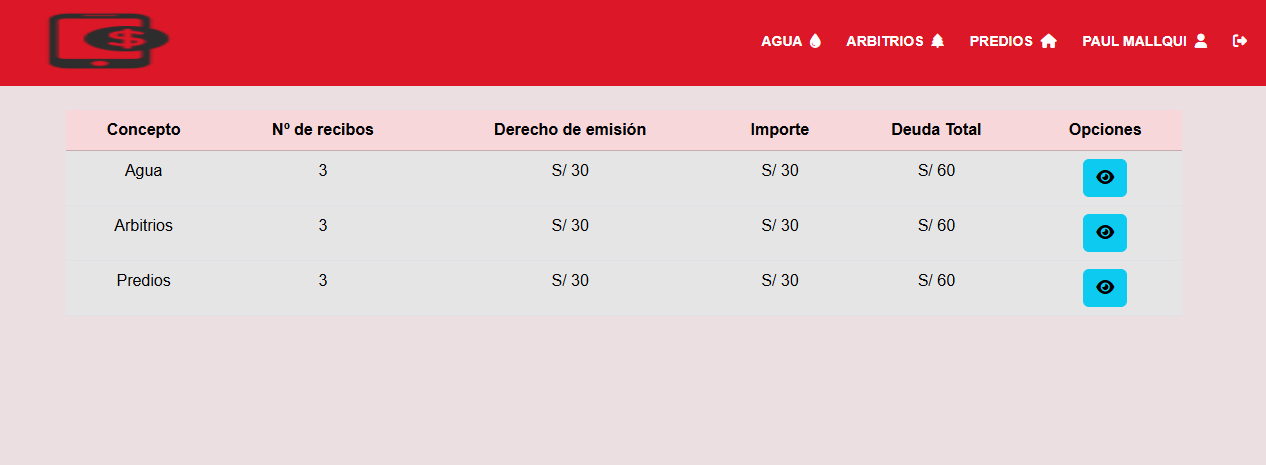 $
AGUA ARBITRIOS PREDIOS PAUL MALLQUI
Concepto Nº de recibos Derecho de emisión Importe Deuda Total Opciones
Agua 3 S/ 30 S/ 30 S/ 60
Arbitrios 3 S/ 30 S/ 30 S/ 60
Predios 3 S/ 30 S/ 30 S/ 60